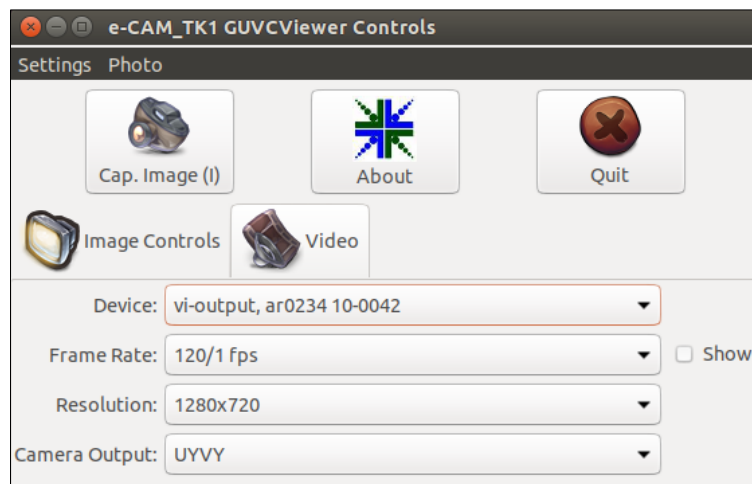 e-CAM_TK1 GUVCViewer Controls
Settings Photo
Cap. Image (I) About Quit
Image Controls Video
Device: vi-output, ar0234 10-0042
Frame Rate: 120/1 fps Show
Resolution: 1280x720
Camera Output: UYVY